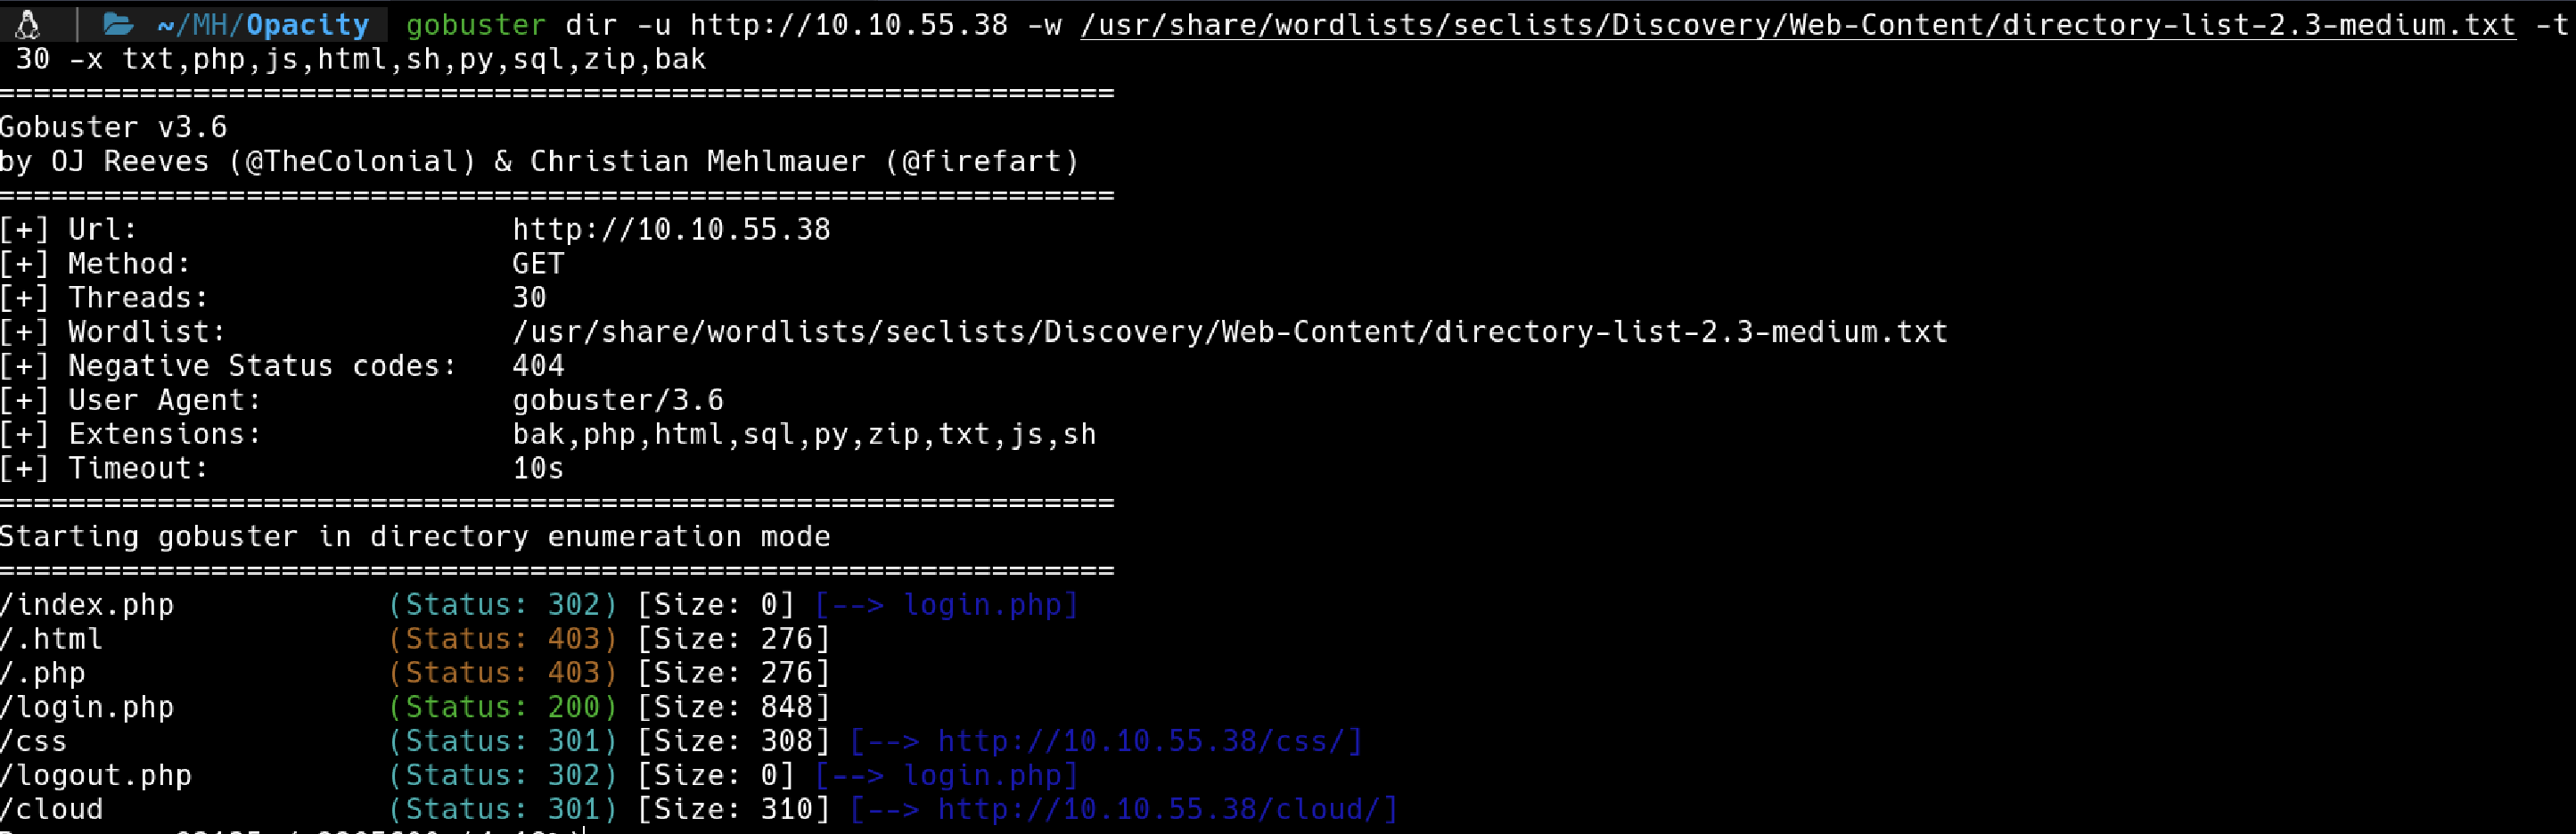 ~/MH/Opacity gobuster dir -u http://10.10.55.38 -w /usr/share/wordlists/seclists/Discovery/Web-Content/directory-list-2.3-medium.txt -t
30 -x txt,php,js,html,sh,py,sql,zip,bak
===============================================================
Gobuster v3.6
by OJ Reeves (@TheColonial) & Christian Mehlmauer (@firefart)
===============================================================
[+] Url:                     http://10.10.55.38
[+] Method:                  GET
[+] Threads:                 30
[+] Wordlist:                /usr/share/wordlists/seclists/Discovery/Web-Content/directory-list-2.3-medium.txt
[+] Negative Status codes:   404
[+] User Agent:              gobuster/3.6
[+] Extensions:              bak,php,html,sql,py,zip,txt,js,sh
[+] Timeout:                 10s
===============================================================
Starting gobuster in directory enumeration mode
===============================================================
/index.php            (Status: 302) [Size: 0] [--> login.php]
/.html                (Status: 403) [Size: 276]
/.php                 (Status: 403) [Size: 276]
/login.php            (Status: 200) [Size: 848]
/css                  (Status: 301) [Size: 308] [--> http://10.10.55.38/css/]
/logout.php           (Status: 302) [Size: 0] [--> login.php]
/cloud                (Status: 301) [Size: 310] [--> http://10.10.55.38/cloud/]